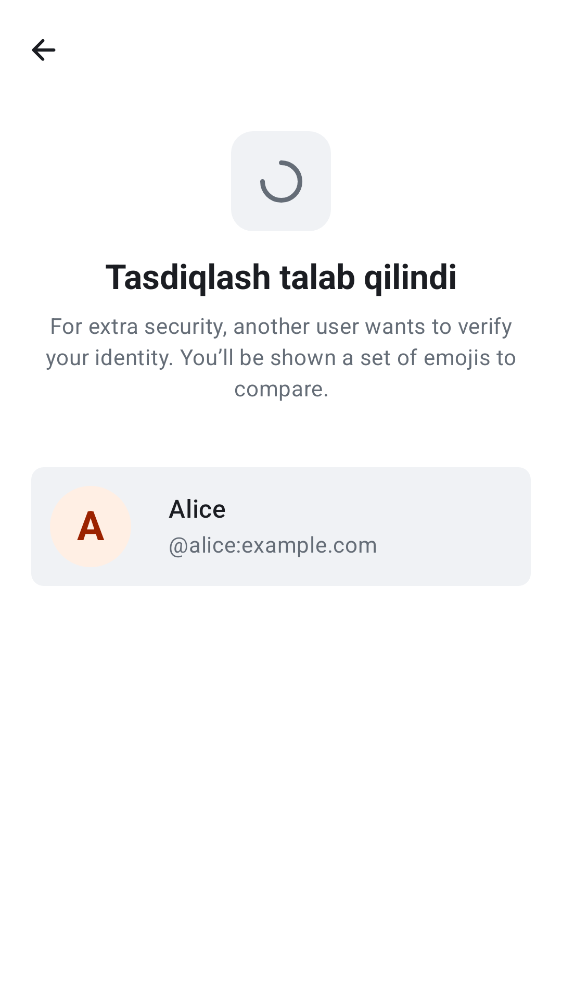 Tasdiqlash talab qilindi
For extra security, another user wants to verify
your identity. You’ll be shown a set of emojis to
compare.
A
Alice
@alice:example.com